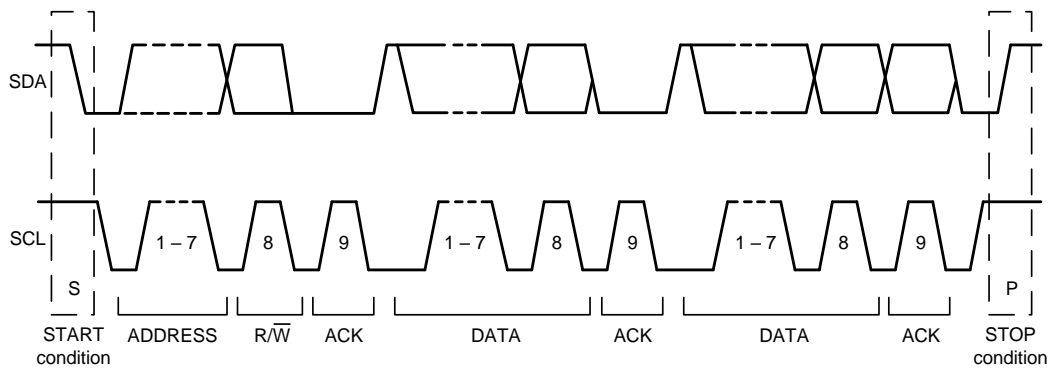 SDA
SCL
1 – 7
8
9
1 – 7
8
9
1 – 7
8
9
S
P
START
condition
ADDRESS
R/W̅
ACK
DATA
ACK
DATA
ACK
STOP
condition